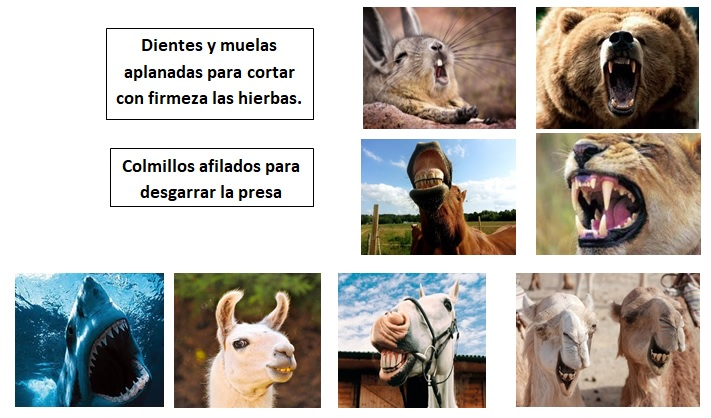 Dientes y muelas
aplanadas para cortar
con firmeza las hierbas.
Colmillos afilados para
desgarrar la presa